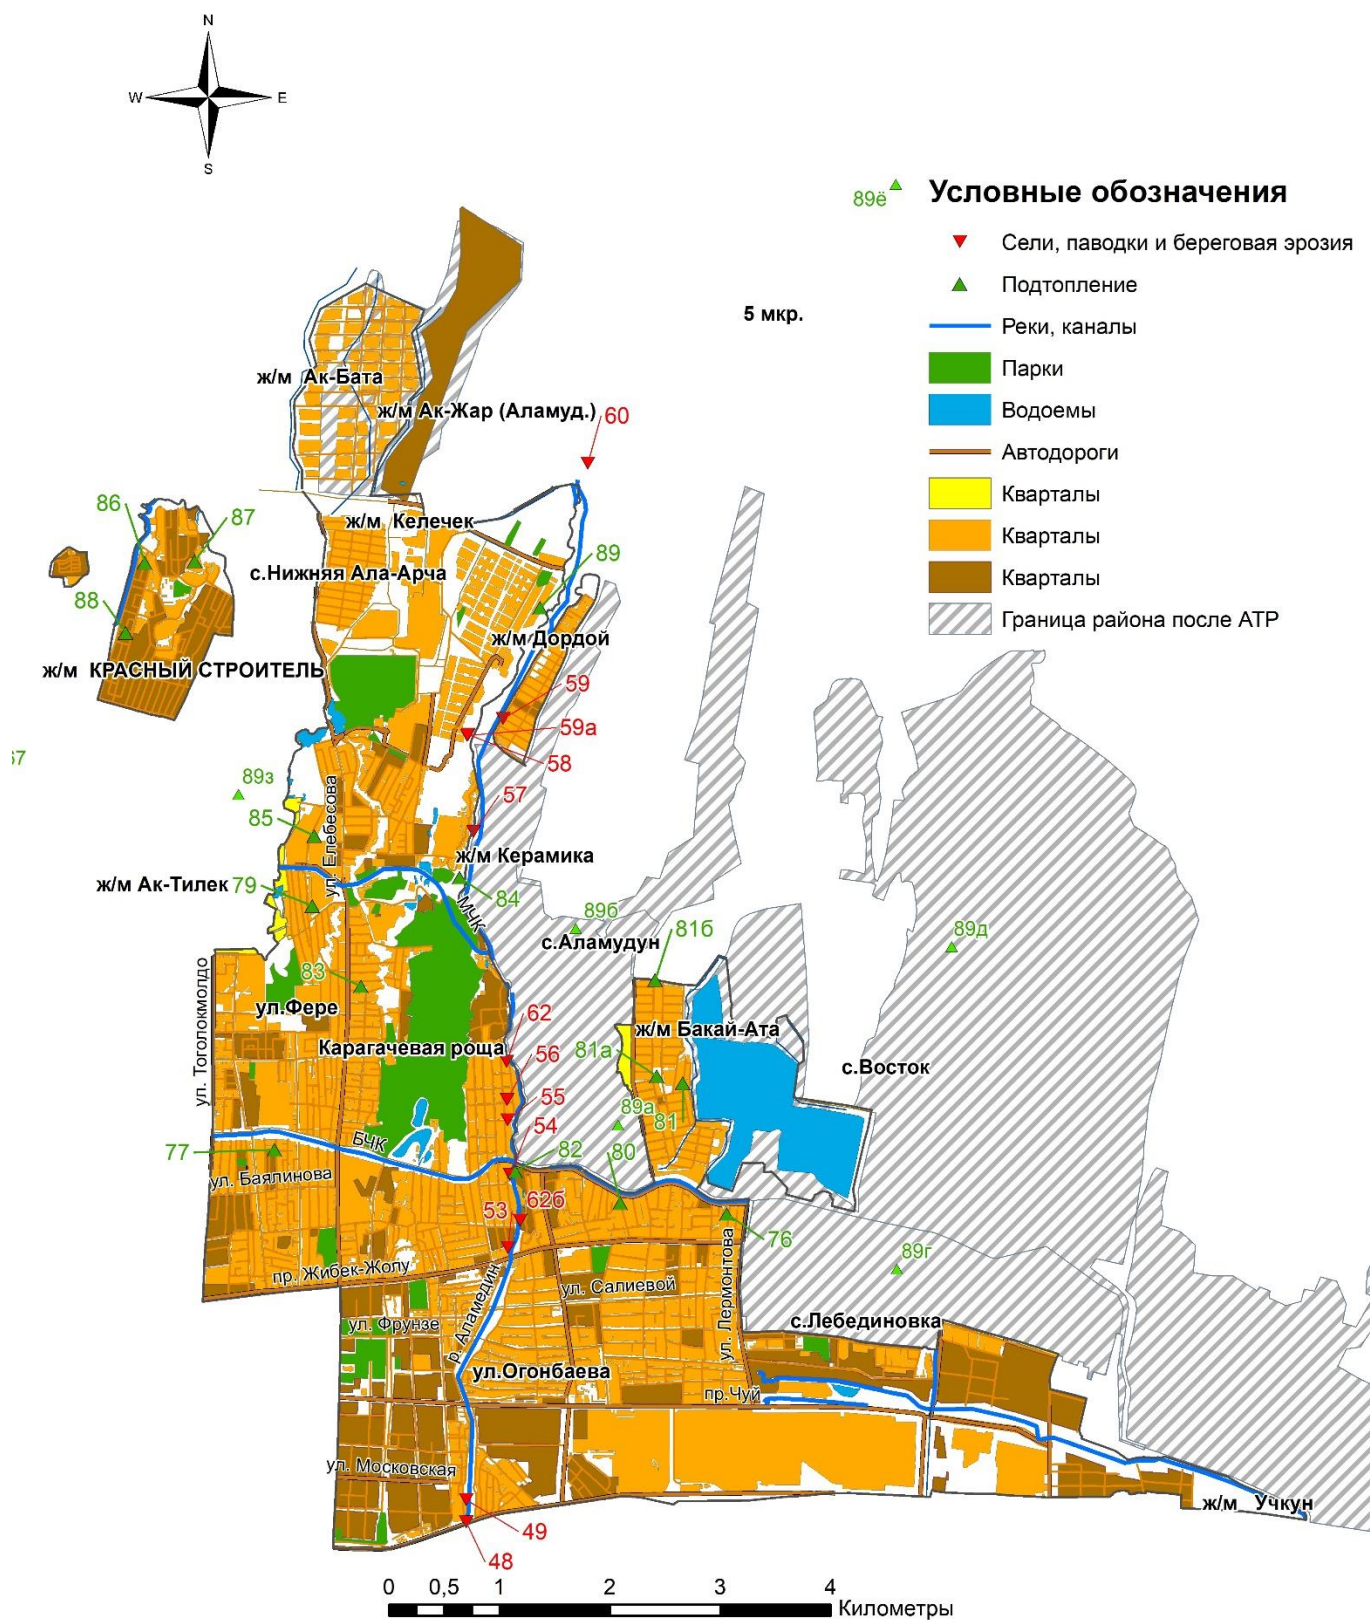 N
W
E
S
89ё
Условные обозначения
Сели, паводки и береговая эрозия
Подтопление
Реки, каналы
Парки
Водоемы
Автодороги
Кварталы
Кварталы
Кварталы
Граница района после АТР
5 мкр.
ж/м Ак-Бата
ж/м Ак-Жар (Аламуд.)
60
86
87
ж/м Келечек
89
с.Нижняя Ала-Арча
88
ж/м Дордой
ж/м КРАСНЫЙ СТРОИТЕЛЬ
59
59а
58
89з
57
85
ул. Елебесова
ж/м Керамика
ж/м Ак-Тилек
79
84
МЧК
89б
с.Аламудун
81б
89д
83
ул. Тоголокмолдо
ул.Фере
62
ж/м Бакай-Ата
Карагачевая роща
56
81а
с.Восток
55
89а
81
54
БЧК
77
82
80
ул. Баялинова
53
62б
76
ул. Лермонтова
пр. Жибек-Жолу
89г
ул. Салиевой
ул. Фрунзе
р. Аламедин
с.Лебединовка
ул.Огонбаева
пр.Чуй
ул. Московская
ж/м Учкун
49
48
0
0,5
1
2
3
4
Километры